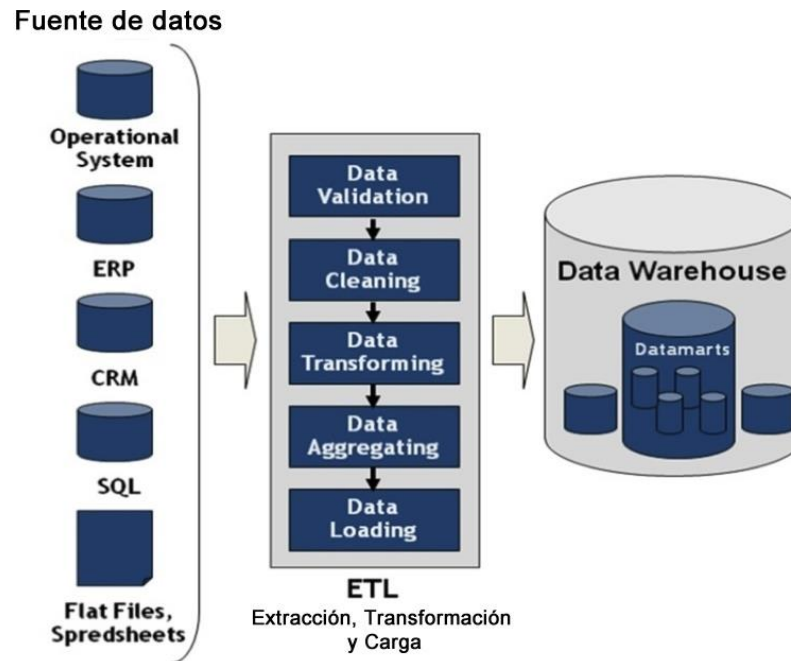 Fuente de datos
Operational
System
ERP
CRM
SQL
Flat Files,
Spredsheets
Data
Validation
Data
Cleaning
Data
Transforming
Data
Aggregating
Data
Loading
ETL
Extracción, Transformación
y Carga
Data Warehouse
Datamarts